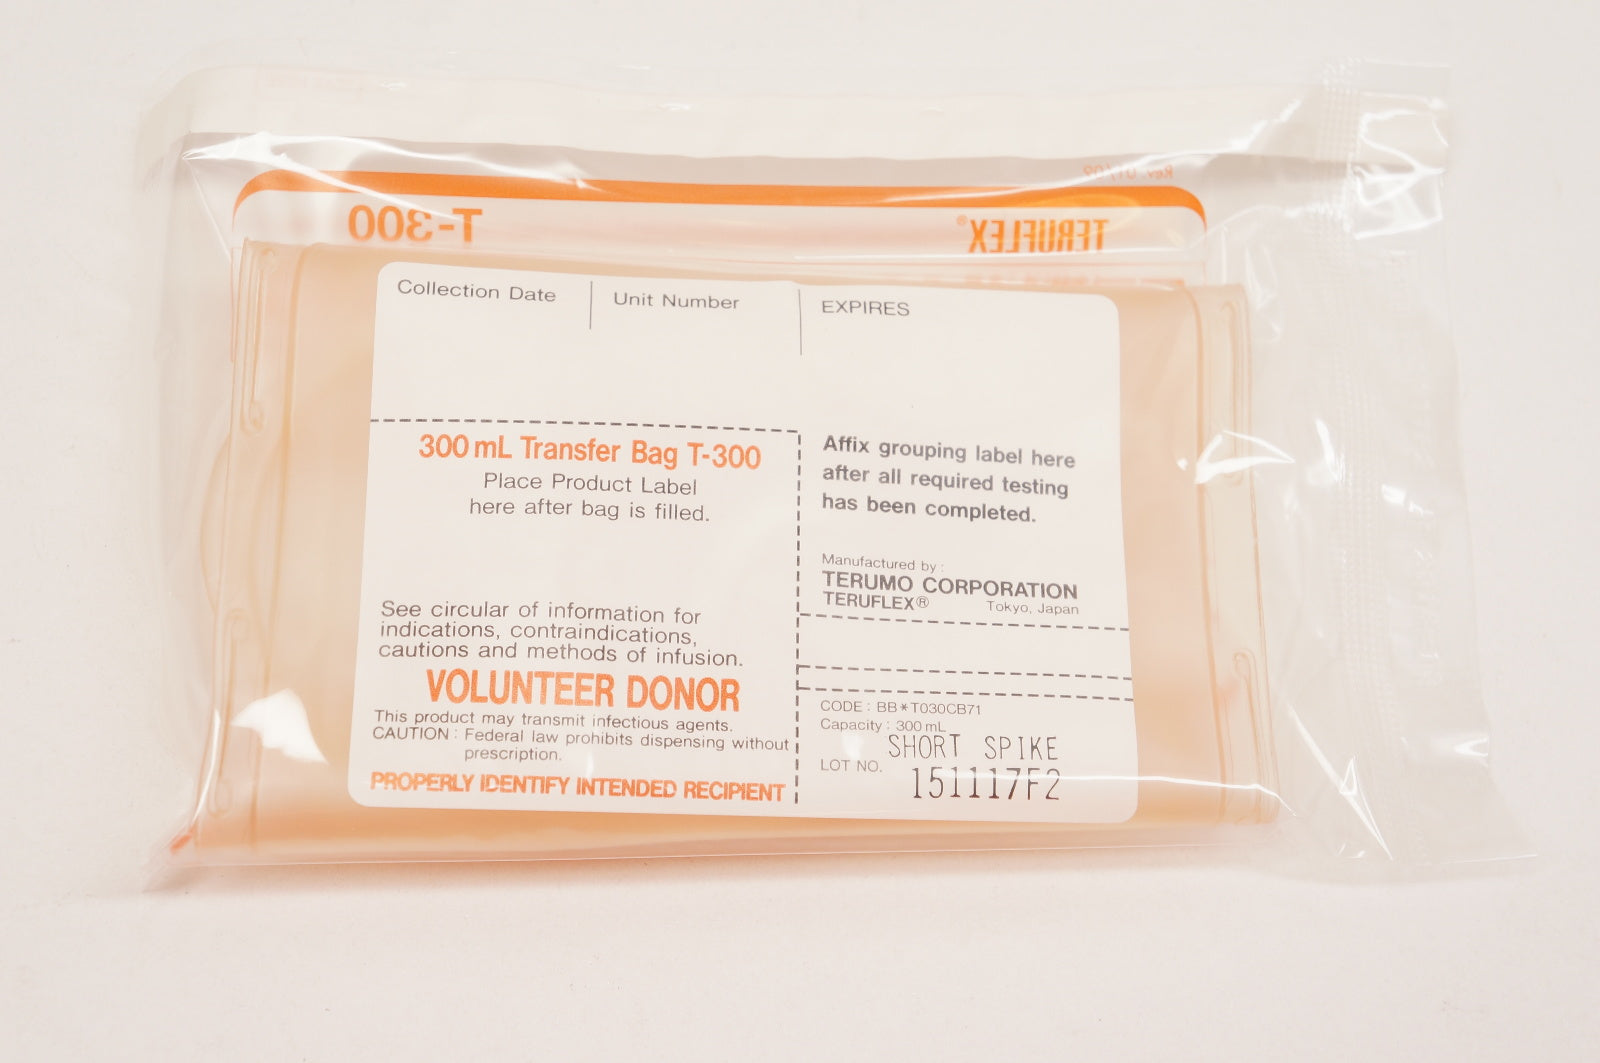 Rev. 01/09
T-300
TERUFLEX®
Collection Date
Unit Number
EXPIRES
300 mL Transfer Bag T-300
Place Product Label
here after bag is filled.
See circular of information for
indications, contraindications,
cautions and methods of infusion.
VOLUNTEER DONOR
This product may transmit infectious agents.
CAUTION : Federal law prohibits dispensing without
prescription.
PROPERLY IDENTIFY INTENDED RECIPIENT
Affix grouping label here
after all required testing
has been completed.
Manufactured by :
TERUMO CORPORATION
TERUFLEX® Tokyo, Japan
CODE : BB*T030CB71
Capacity : 300 mL
SHORT SPIKE
LOT NO. 151117F2